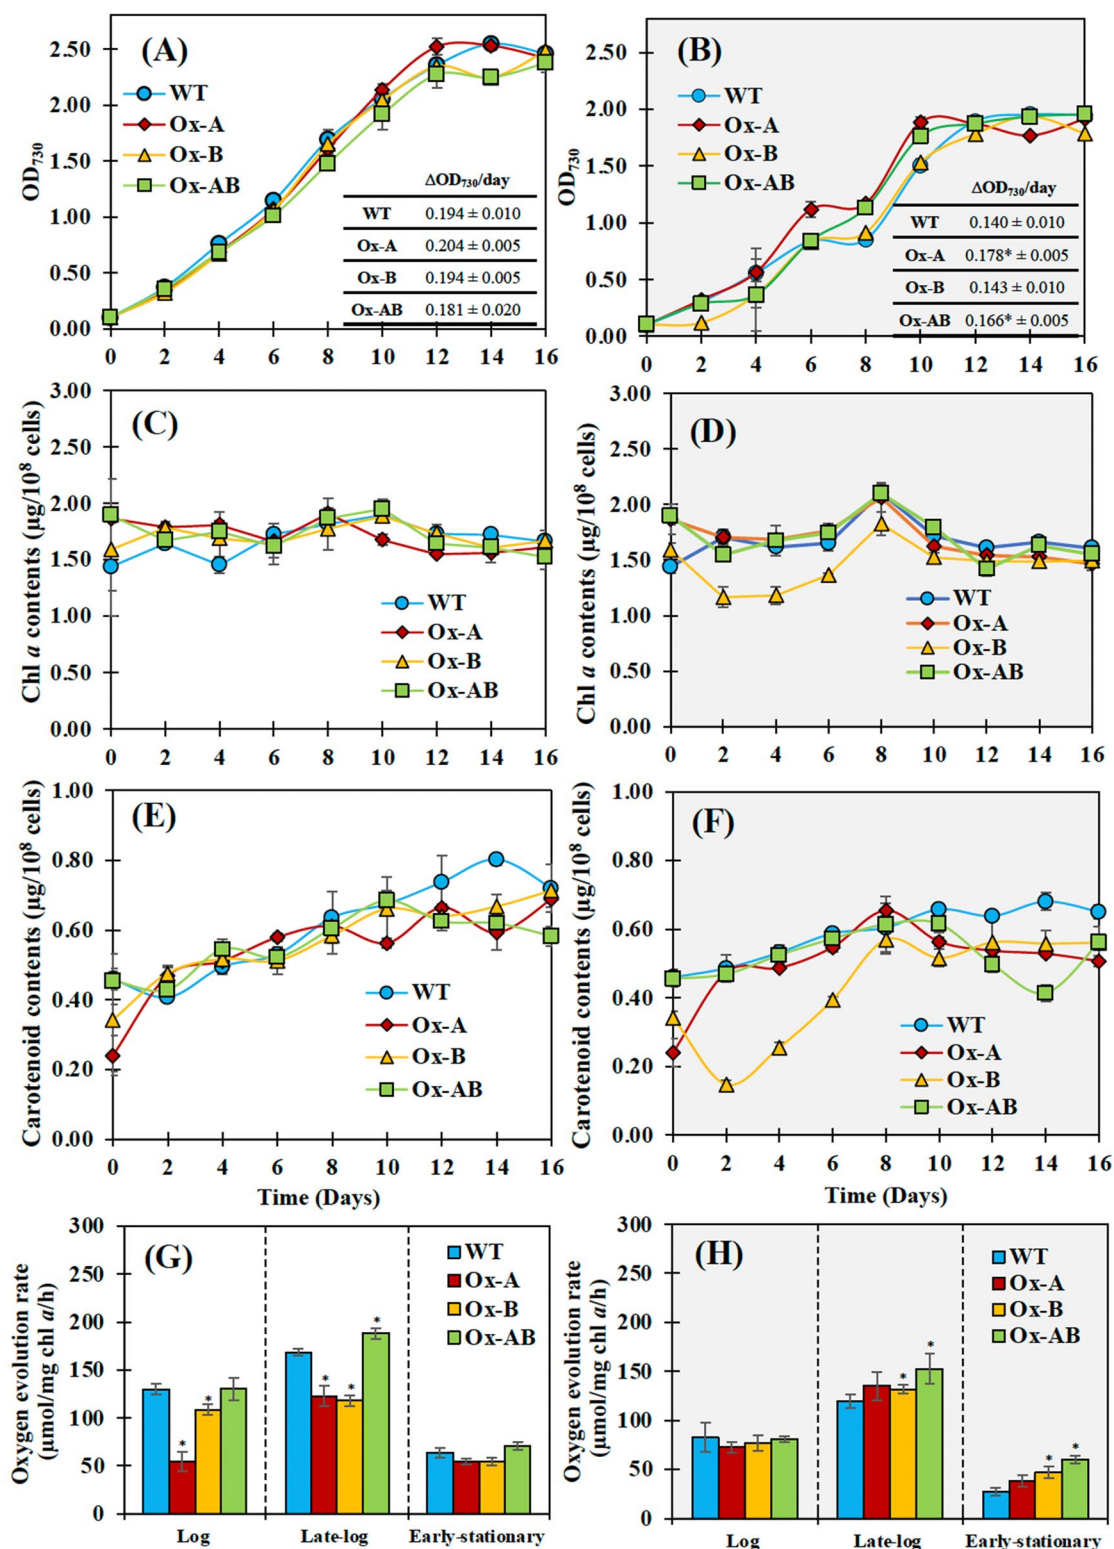 (A)
OD730
2.50
2.00
1.50
1.00
0.50
0.00
WT
Ox-A
Ox-B
Ox-AB
ΔOD730/day
WT 0.194 ± 0.010
Ox-A 0.204 ± 0.005
Ox-B 0.194 ± 0.005
Ox-AB 0.181 ± 0.020
0 2 4 6 8 10 12 14 16
(B)
OD730
2.50
2.00
1.50
1.00
0.50
0.00
WT
Ox-A
Ox-B
Ox-AB
ΔOD730/day
WT 0.140 ± 0.010
Ox-A 0.178* ± 0.005
Ox-B 0.143 ± 0.010
Ox-AB 0.166* ± 0.005
0 2 4 6 8 10 12 14 16
(C)
Chl a contents (µg/10⁸ cells)
3.00
2.50
2.00
1.50
1.00
0.50
0.00
WT
Ox-A
Ox-B
Ox-AB
0 2 4 6 8 10 12 14 16
(D)
Chl a contents (µg/10⁸ cells)
3.00
2.50
2.00
1.50
1.00
0.50
0.00
WT
Ox-A
Ox-B
Ox-AB
0 2 4 6 8 10 12 14 16
(E)
Carotenoid contents (µg/10⁸ cells)
1.00
0.80
0.60
0.40
0.20
0.00
WT
Ox-A
Ox-B
Ox-AB
0 2 4 6 8 10 12 14 16
Time (Days)
(F)
Carotenoid contents (µg/10⁸ cells)
1.00
0.80
0.60
0.40
0.20
0.00
WT
Ox-A
Ox-B
Ox-AB
0 2 4 6 8 10 12 14 16
Time (Days)
(G)
Oxygen evolution rate
(µmol/mg chl a/h)
300
250
200
150
100
50
0
WT
Ox-A
Ox-B
Ox-AB
* * * * *
Log Late-log Early-stationary
(H)
Oxygen evolution rate
(µmol/mg chl a/h)
300
250
200
150
100
50
0
WT
Ox-A
Ox-B
Ox-AB
* * * *
Log Late-log Early-stationary